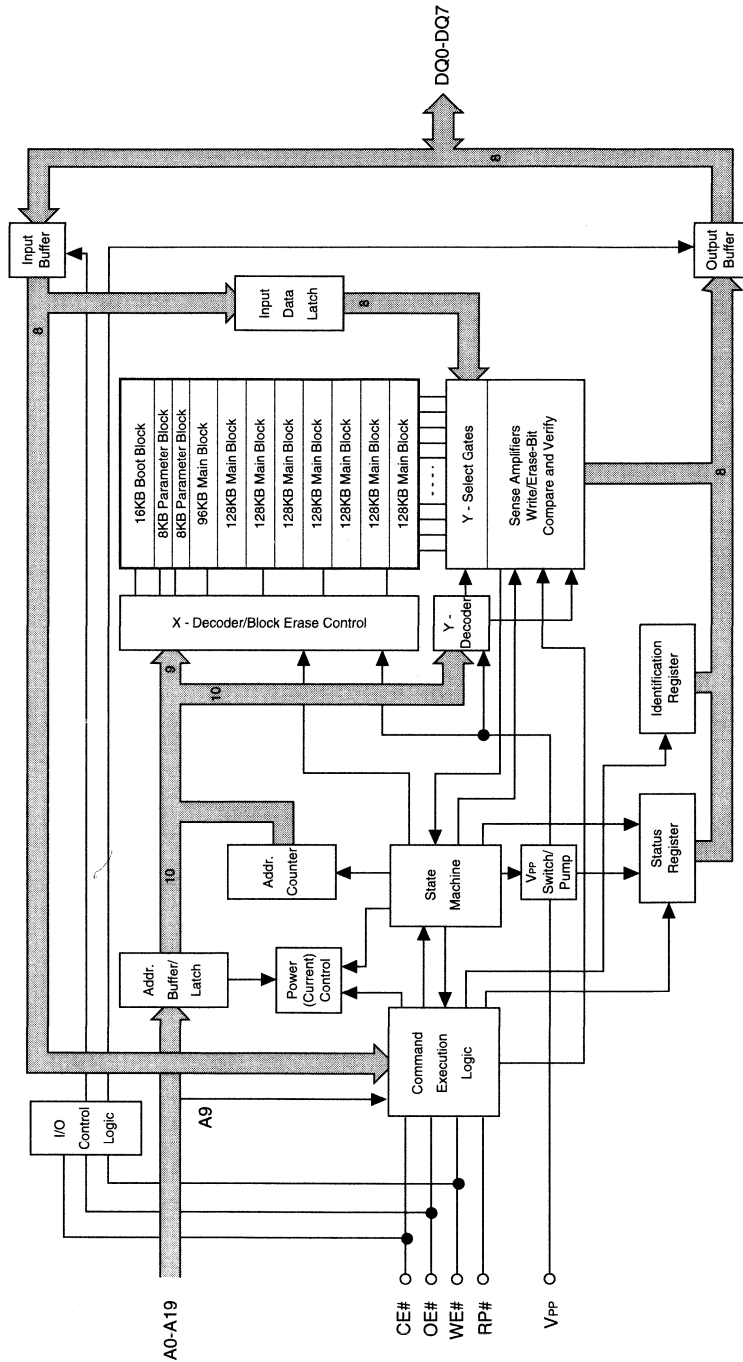 A0-A19
CE#
OE#
WE#
RP#
VPP
I/O
Control
Logic
A9
8
Input
Buffer
Addr.
Buffer/
Latch
10
9
10
Power
(Current)
Control
Addr.
Counter
Command
Execution
Logic
State
Machine
VPP
Switch/
Pump
Status
Register
Identification
Register
X - Decoder/Block Erase Control
Y -
Decoder
16KB Boot Block
8KB Parameter Block
8KB Parameter Block
96KB Main Block
128KB Main Block
128KB Main Block
128KB Main Block
128KB Main Block
128KB Main Block
128KB Main Block
128KB Main Block
Y - Select Gates
Sense Amplifiers
Write/Erase-Bit
Compare and Verify
Input
Data
Latch
8
8
Output
Buffer
8
DQ0-DQ7